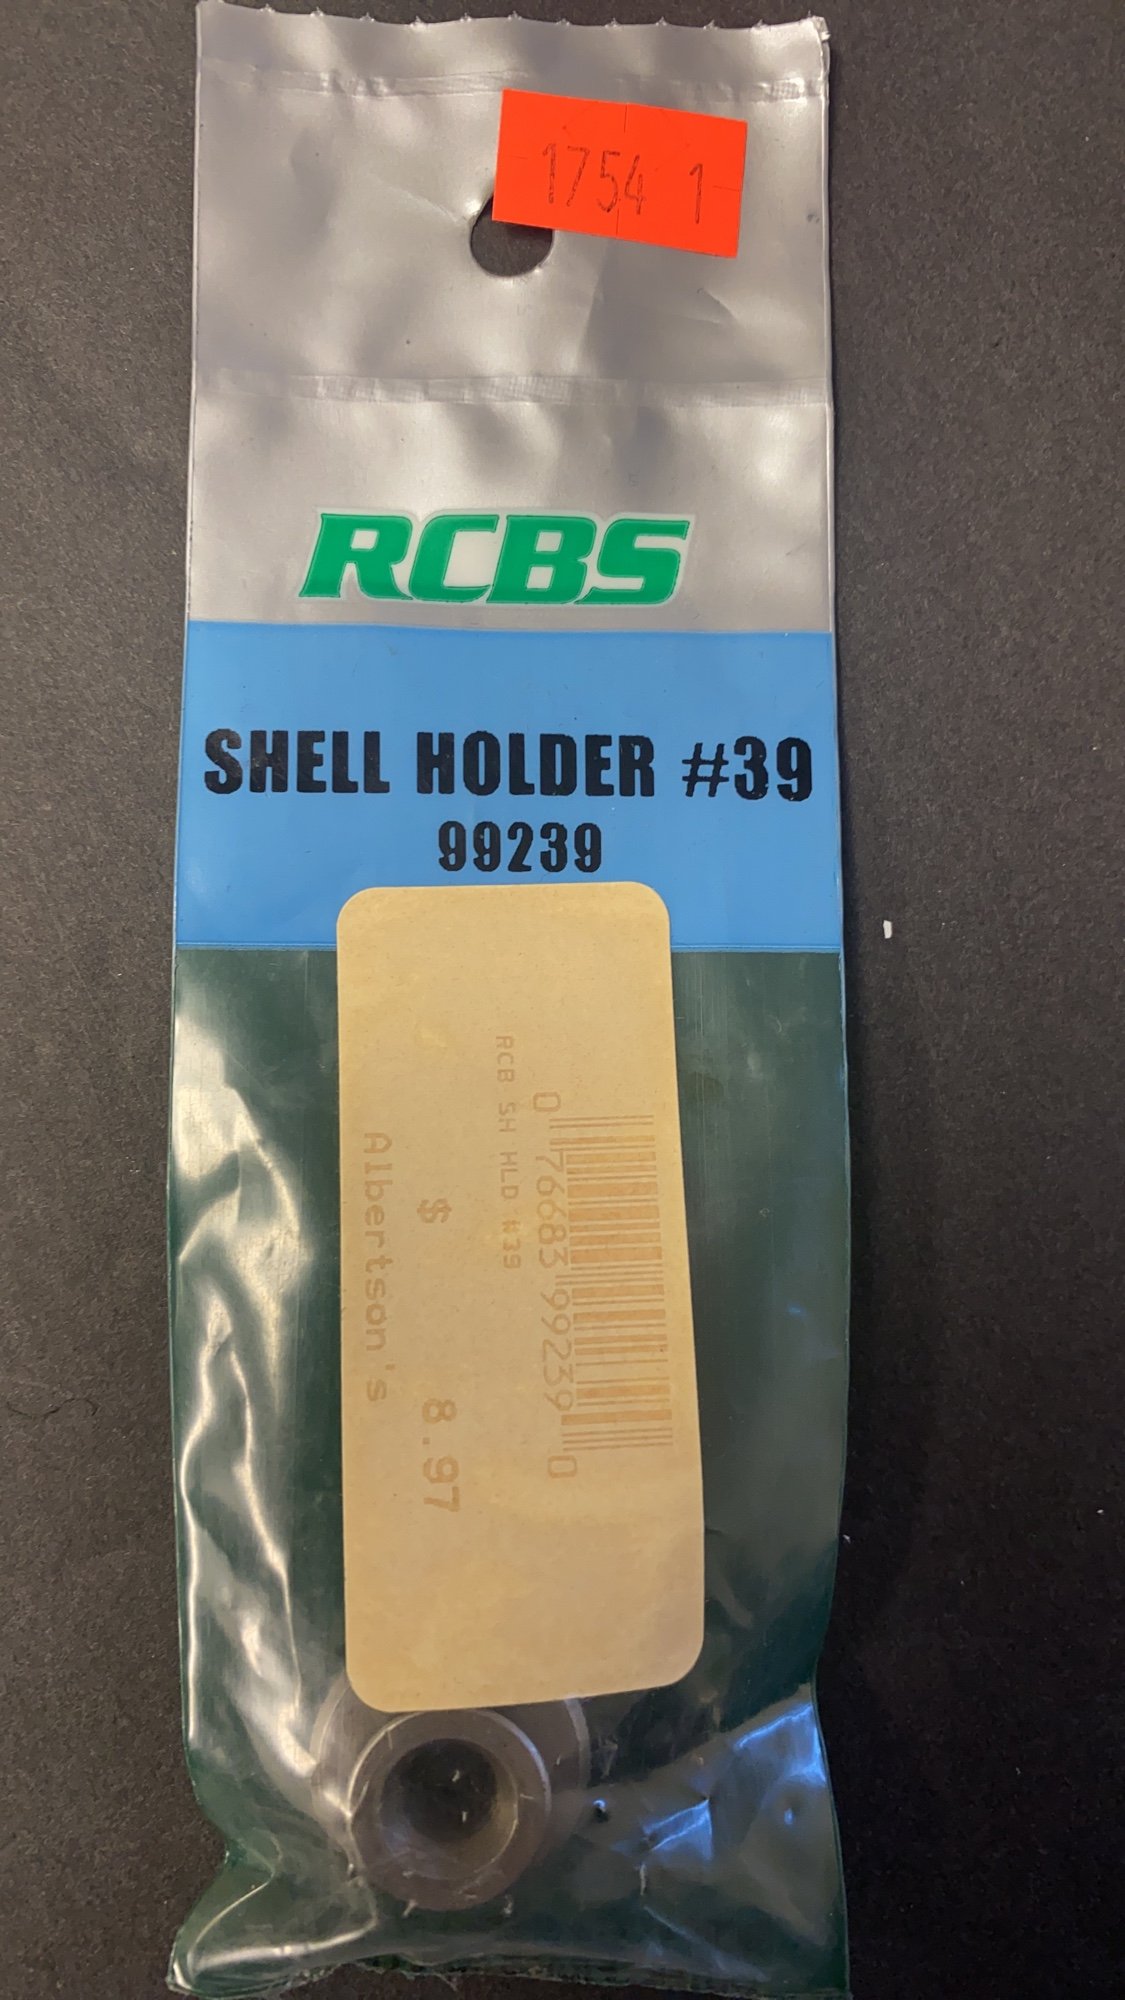 1754 1
RCBS
SHELL HOLDER #39
99239
0 76683 99239 0
RCB SH HLD #39
$ 8.97
Albertson's